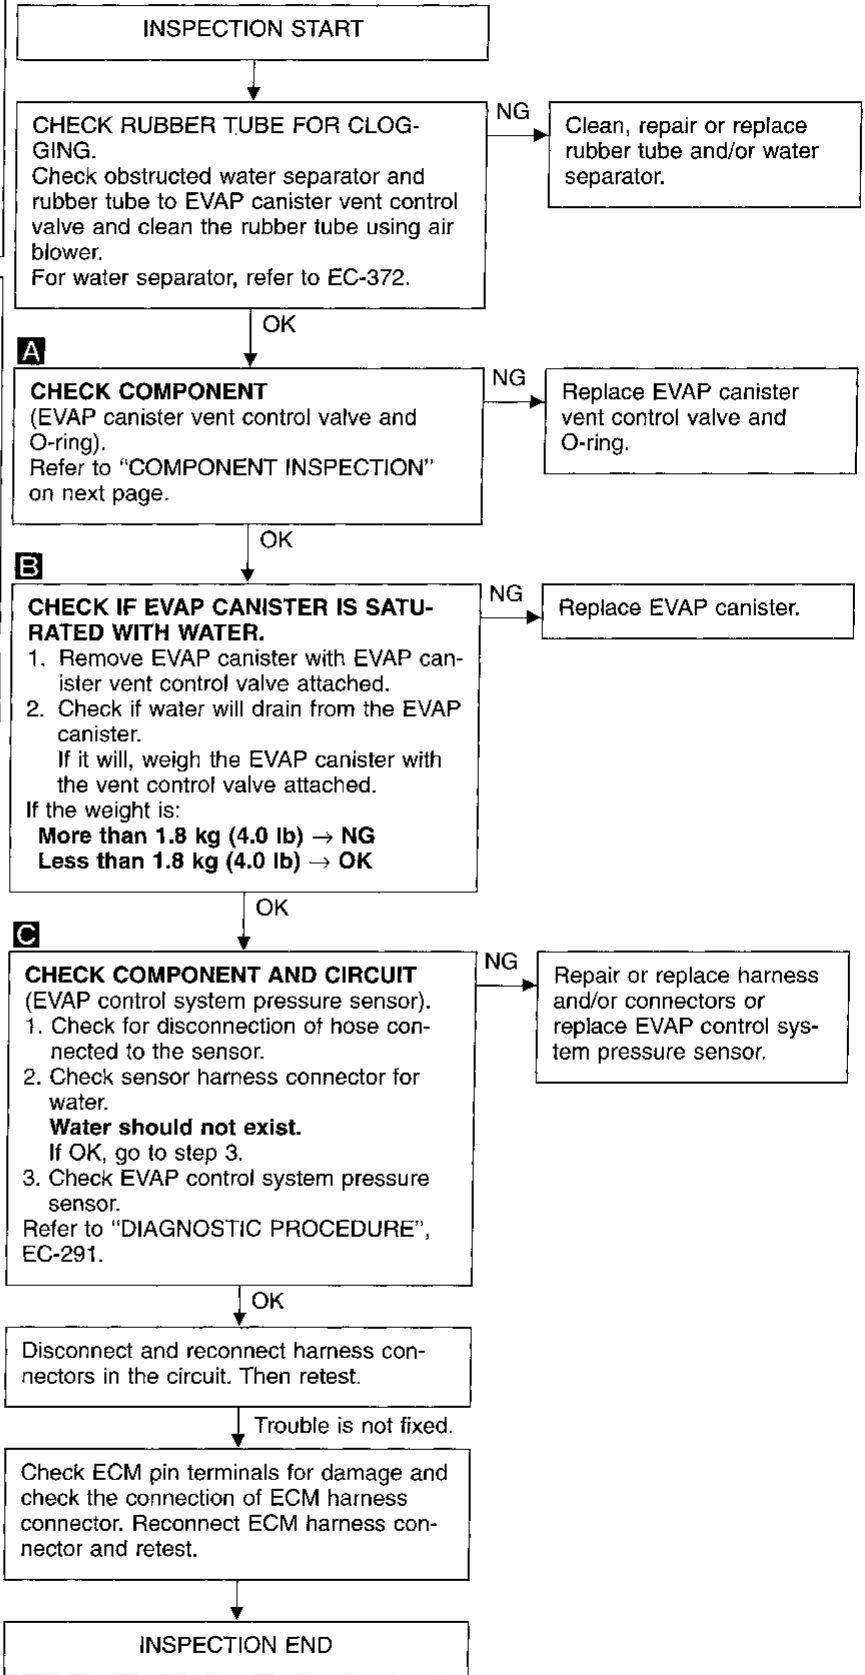 INSPECTION START
CHECK RUBBER TUBE FOR CLOG-
GING.
Check obstructed water separator and
rubber tube to EVAP canister vent control
valve and clean the rubber tube using air
blower.
For water separator, refer to EC-372.
NG
Clean, repair or replace
rubber tube and/or water
separator.
OK
A
CHECK COMPONENT
(EVAP canister vent control valve and
O-ring).
Refer to “COMPONENT INSPECTION”
on next page.
NG
Replace EVAP canister
vent control valve and
O-ring.
OK
B
CHECK IF EVAP CANISTER IS SATU-
RATED WITH WATER.
1. Remove EVAP canister with EVAP can-
ister vent control valve attached.
2. Check if water will drain from the EVAP
canister.
If it will, weigh the EVAP canister with
the vent control valve attached.
If the weight is:
More than 1.8 kg (4.0 lb) → NG
Less than 1.8 kg (4.0 lb) → OK
NG
Replace EVAP canister.
OK
C
CHECK COMPONENT AND CIRCUIT
(EVAP control system pressure sensor).
1. Check for disconnection of hose con-
nected to the sensor.
2. Check sensor harness connector for
water.
Water should not exist.
If OK, go to step 3.
3. Check EVAP control system pressure
sensor.
Refer to “DIAGNOSTIC PROCEDURE”,
EC-291.
NG
Repair or replace harness
and/or connectors or
replace EVAP control sys-
tem pressure sensor.
OK
Disconnect and reconnect harness con-
nectors in the circuit. Then retest.
Trouble is not fixed.
Check ECM pin terminals for damage and
check the connection of ECM harness
connector. Reconnect ECM harness con-
nector and retest.
INSPECTION END